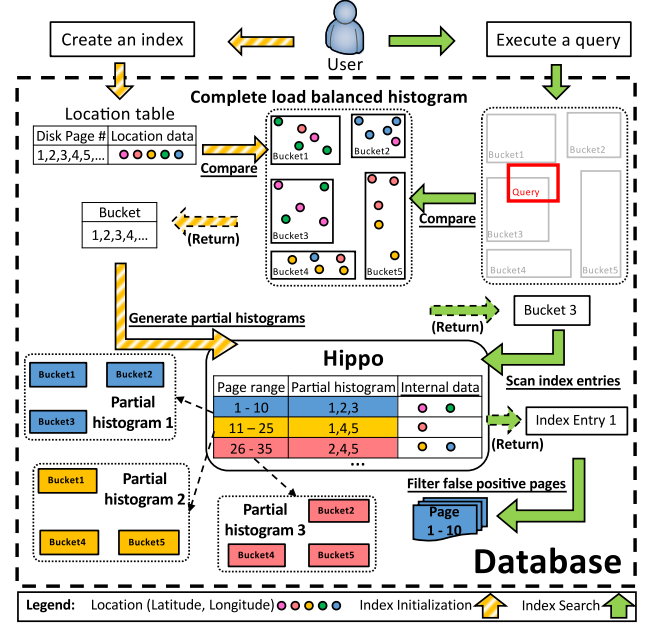 Create an index
User
Execute a query
Complete load balanced histogram
Location table
Disk Page # Location data
1,2,3,4,5,...
Compare
Bucket1
Bucket2
Bucket3
Bucket4
Bucket5
Compare
Bucket1
Bucket2
Query
Bucket3
Bucket4
Bucket5
Bucket
1,2,3,4,...
(Return)
Generate partial histograms
(Return)
Bucket 3
Scan index entries
Hippo
Page range Partial histogram Internal data
1 - 10 1,2,3
11 – 25 1,4,5
26 - 35 2,4,5
...
(Return)
Index Entry 1
Filter false positive pages
Page
1 - 10
Bucket1
Bucket2
Bucket3
Partial
histogram 1
Bucket1
Partial
histogram 2
Bucket4
Bucket5
Partial
histogram 3
Bucket2
Bucket4
Bucket5
Database
Legend: Location (Latitude, Longitude) Index Initialization Index Search